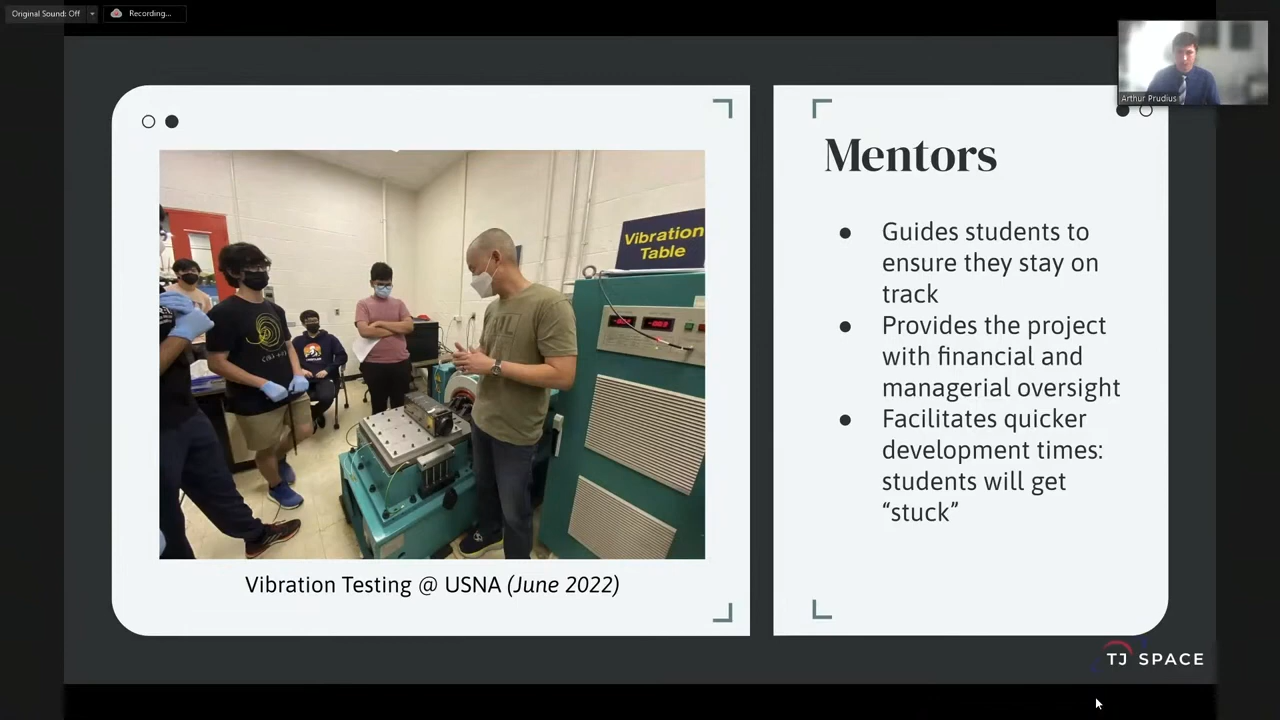 Original Sound: Off
Recording...
Arthur Prudius
Vibration
Table
Vibration Testing @ USNA (June 2022)
Mentors
● Guides students to
ensure they stay on
track
● Provides the project
with financial and
managerial oversight
● Facilitates quicker
development times:
students will get
“stuck”
TJ SPACE